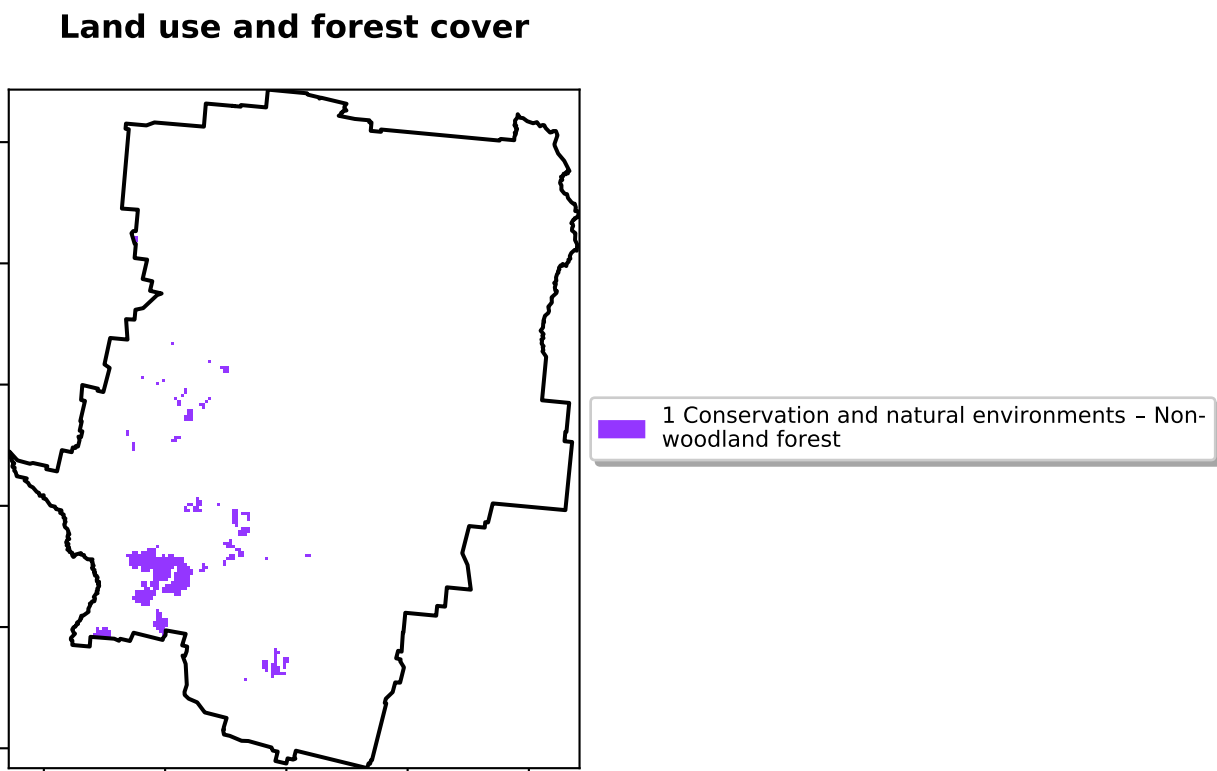 Land use and forest cover
1 Conservation and natural environments – Non-
woodland forest